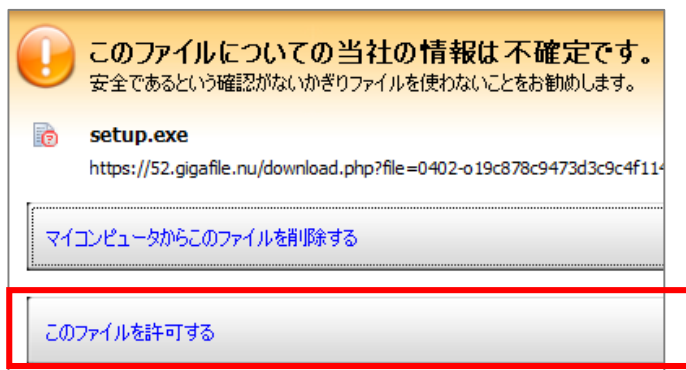 このファイルについての当社の情報は不確定です。
安全であるという確認がないかぎりファイルを使わないことをお勧めします。
setup.exe
https://52.gigafile.nu/download.php?file=0402-o19c878c9473d3c9c4f114
マイコンピュータからこのファイルを削除する
このファイルを許可する